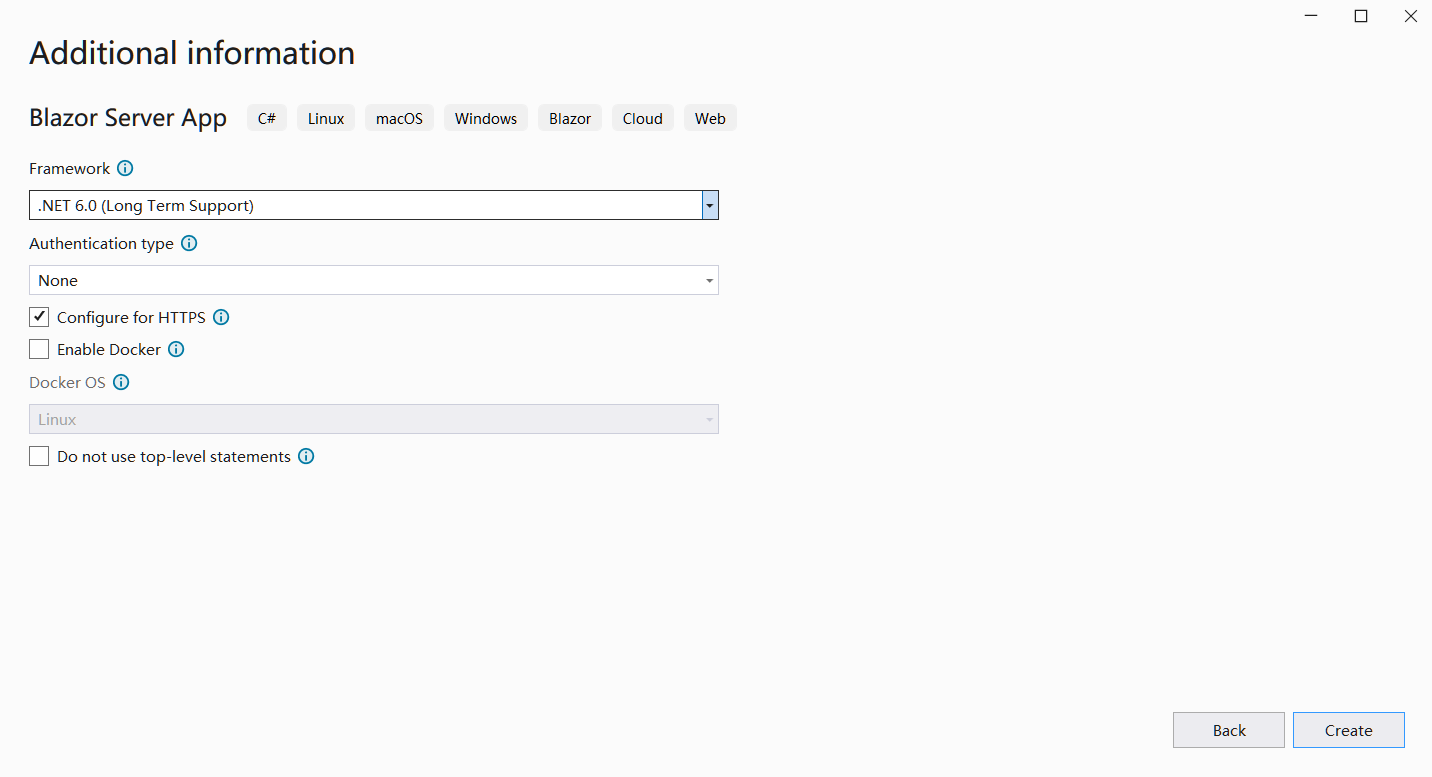 Additional information
Blazor Server App C# Linux macOS Windows Blazor Cloud Web
Framework
.NET 6.0 (Long Term Support)
Authentication type
None
Configure for HTTPS
Enable Docker
Docker OS
Linux
Do not use top-level statements
Back Create